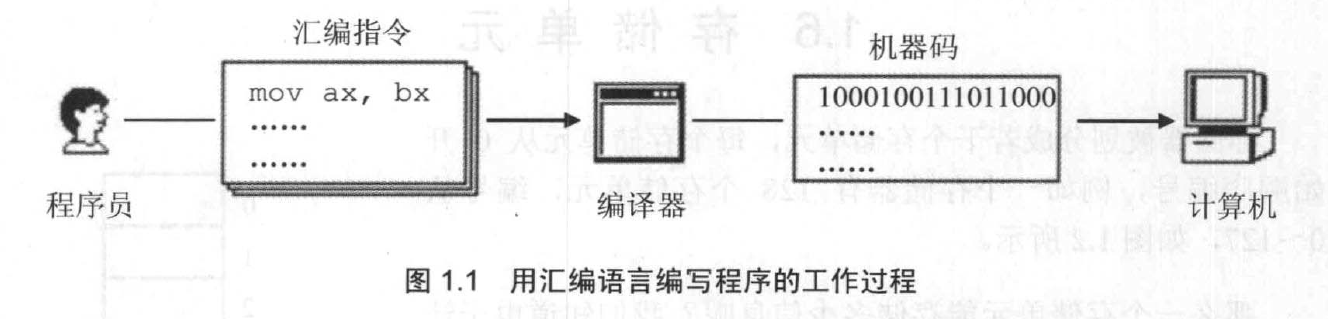 汇编指令
机器码
mov ax, bx
······
······
1000100111011000
······
······
程序员
编译器
计算机
图 1.1 用汇编语言编写程序的工作过程